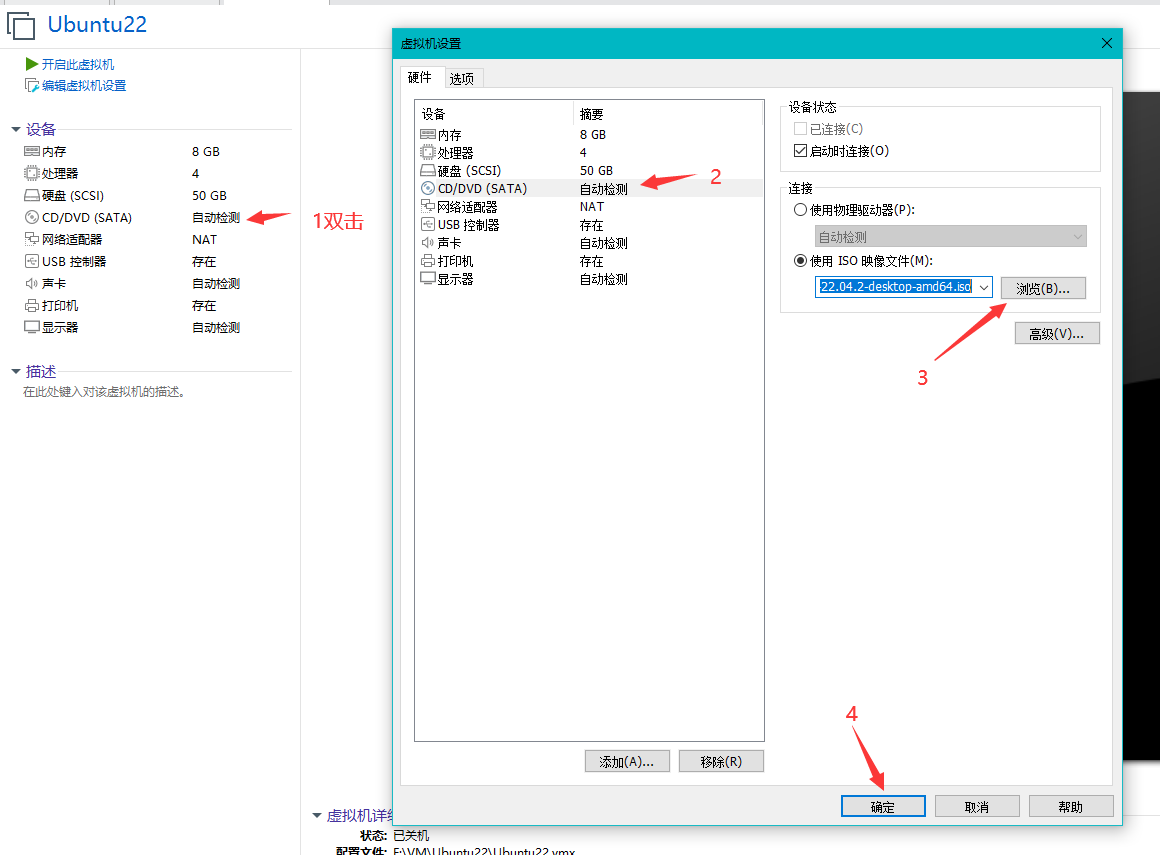 Ubuntu22
开启此虚拟机
编辑虚拟机设置
设备
内存 8 GB
处理器 4
硬盘 (SCSI) 50 GB
CD/DVD (SATA) 自动检测
网络适配器 NAT
USB 控制器 存在
声卡 自动检测
打印机 存在
显示器 自动检测
1双击
描述
在此处键入对该虚拟机的描述。
虚拟机设置
硬件 选项
设备 摘要
内存 8 GB
处理器 4
硬盘 (SCSI) 50 GB
CD/DVD (SATA) 自动检测
网络适配器 NAT
USB 控制器 存在
声卡 自动检测
打印机 存在
显示器 自动检测
2
添加(A)... 移除(R)
设备状态
已连接(C)
启动时连接(O)
连接
使用物理驱动器(P):
自动检测
使用 ISO 映像文件(M):
22.04.2-desktop-amd64.iso 浏览(B)...
高级(V)...
3
4
确定 取消 帮助
虚拟机详
状态: 已关机
配置文件: F:\VM\Ubuntu22\Ubuntu22.vmx